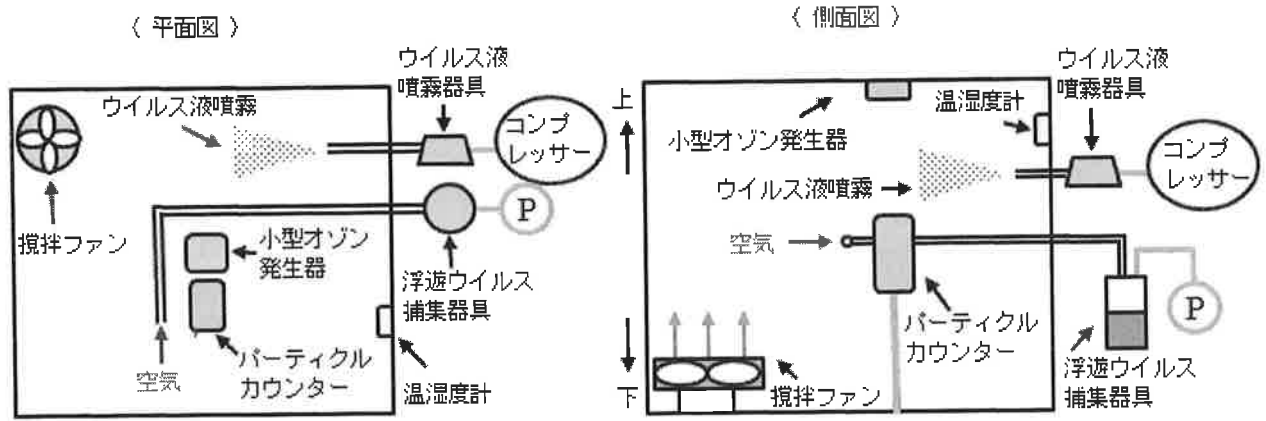 〈 平面図 〉
ウイルス液
噴霧器具
ウイルス液噴霧
コンプ
レッサー
P
撹拌ファン
小型オゾン
発生器
浮遊ウイルス
捕集器具
空気
パーティクル
カウンター
温湿度計
〈 側面図 〉
ウイルス液
噴霧器具
上
温湿度計
小型オゾン発生器
コンプ
レッサー
ウイルス液噴霧
空気
P
パーティクル
カウンター
下
撹拌ファン
浮遊ウイルス
捕集器具